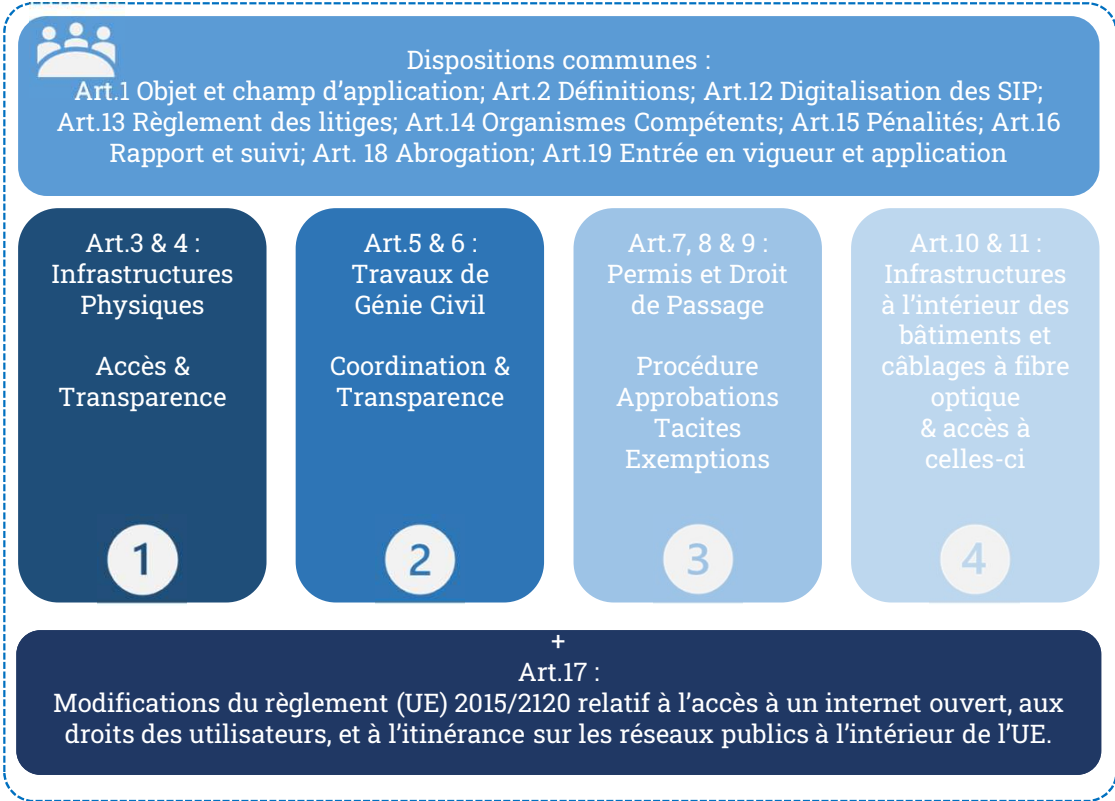 Dispositions communes :
Art.1 Objet et champ d’application; Art.2 Définitions; Art.12 Digitalisation des SIP;
Art.13 Règlement des litiges; Art.14 Organismes Compétents; Art.15 Pénalités; Art.16
Rapport et suivi; Art. 18 Abrogation; Art.19 Entrée en vigueur et application
Art.3 & 4 :
Infrastructures
Physiques
Accès &
Transparence
1
Art.5 & 6 :
Travaux de
Génie Civil
Coordination &
Transparence
2
Art.7, 8 & 9 :
Permis et Droit
de Passage
Procédure
Approbations
Tacites
Exemptions
3
Art.10 & 11 :
Infrastructures
à l’intérieur des
bâtiments et
câblages à fibre
optique
& accès à
celles-ci
4
+
Art.17 :
Modifications du règlement (UE) 2015/2120 relatif à l’accès à un internet ouvert, aux
droits des utilisateurs, et à l’itinérance sur les réseaux publics à l’intérieur de l’UE.